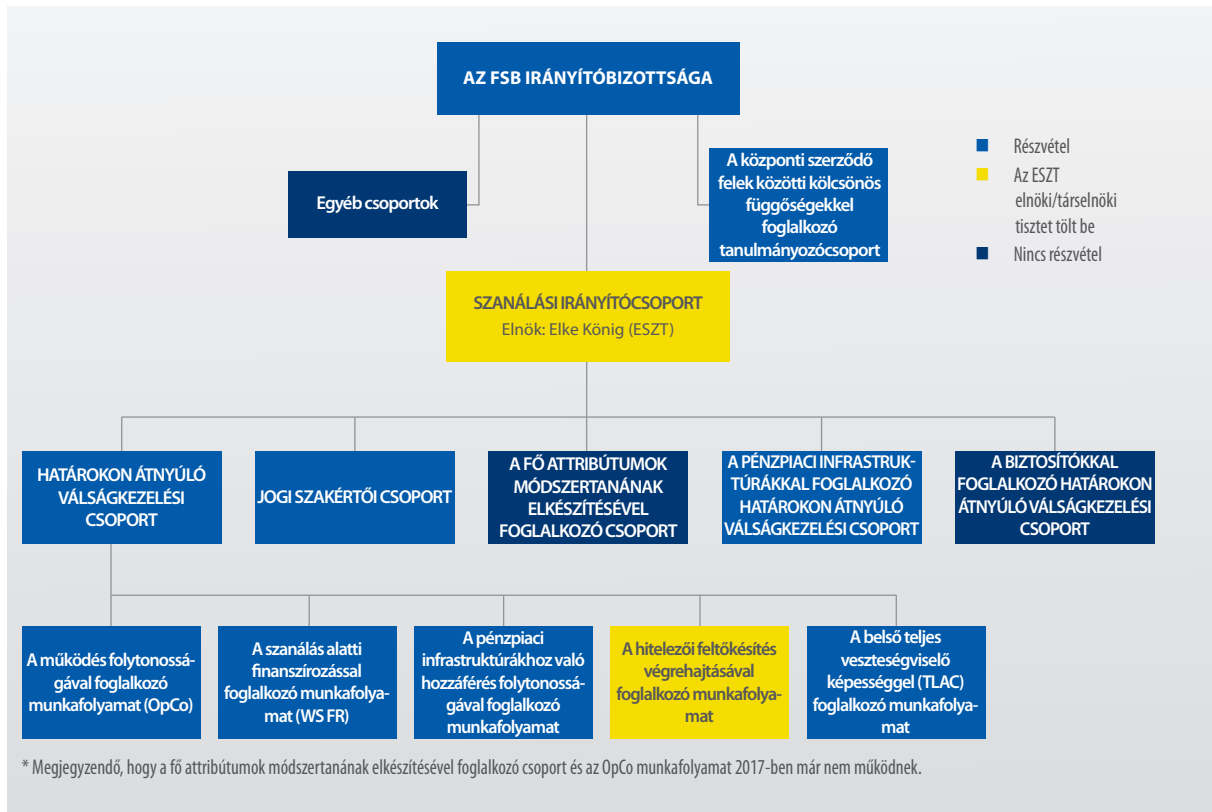 AZ FSB IRÁNYÍTÓBIZOTTSÁGA
Egyéb csoportok
A központi szerződő
felek közötti kölcsönös
függőségekkel
foglalkozó
tanulmányozócsoport
Részvétel
Az ESZT
elnöki/társelnöki
tisztet tölt be
Nincs részvétel
SZANÁLÁSI IRÁNYÍTÓCSOPORT
Elnök: Elke König (ESZT)
HATÁROKON ÁTNYÚLÓ
VÁLSÁGKEZELÉSI
CSOPORT
JOGI SZAKÉRTŐI CSOPORT
A FŐ ATTRIBÚTUMOK
MÓDSZERTANÁNAK
ELKÉSZÍTÉSÉVEL
FOGLALKOZÓ CSOPORT
A PÉNZPIACI INFRASTRUK-
TÚRÁKKAL FOGLALKOZÓ
HATÁROKON ÁTNYÚLÓ
VÁLSÁGKEZELÉSI CSOPORT
A BIZTOSÍTÓKKAL
FOGLALKOZÓ HATÁROKON
ÁTNYÚLÓ VÁLSÁGKEZELÉSI
CSOPORT
A működés folytonossá-
gával foglalkozó
munkafolyamat (OpCo)
A szanálás alatti
finanszírozással
foglalkozó munkafolya-
mat (WS FR)
A pénzpiaci
infrastruktúrákhoz való
hozzáférés folytonossá-
gával foglalkozó
munkafolyamat
A hitelezői feltőkésítés
végrehajtásával
foglalkozó munkafolya-
mat
A belső teljes
veszteségviselő
képességgel (TLAC)
foglalkozó munkafolya-
mat
* Megjegyzendő, hogy a fő attribútumok módszertanának elkészítésével foglalkozó csoport és az OpCo munkafolyamat 2017-ben már nem működnek.